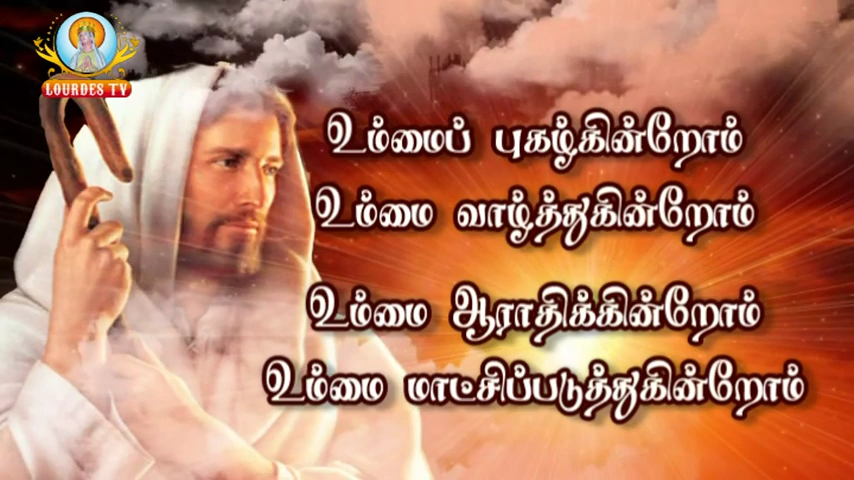 LOURDES TV
உம்மைப் புகழ்கின்றோம்
உம்மை வாழ்த்துகின்றோம்
உம்மை ஆராதிக்கின்றோம்
உம்மை மாட்சிப்படுத்துகின்றோம்